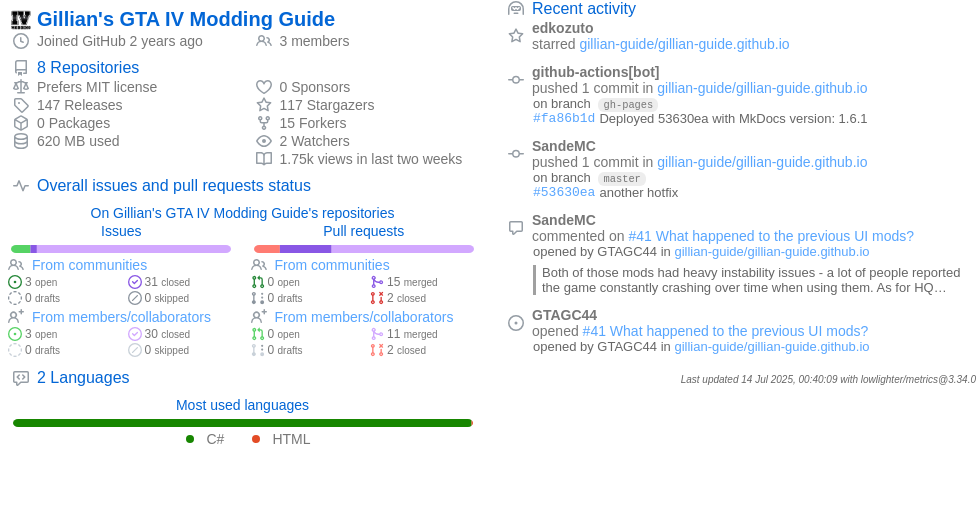 Gillian's GTA IV Modding Guide
Joined GitHub 2 years ago
3 members
8 Repositories
Prefers MIT license
147 Releases
0 Packages
620 MB used
0 Sponsors
117 Stargazers
15 Forkers
2 Watchers
1.75k views in last two weeks
Overall issues and pull requests status
On Gillian's GTA IV Modding Guide's repositories
Issues
From communities
3 open
31 closed
0 drafts
0 skipped
From members/collaborators
3 open
30 closed
0 drafts
0 skipped
Pull requests
From communities
0 open
15 merged
0 drafts
2 closed
From members/collaborators
0 open
11 merged
0 drafts
2 closed
2 Languages
Most used languages
C#
HTML
Recent activity
edkozuto
starred gillian-guide/gillian-guide.github.io
github-actions[bot]
pushed 1 commit in gillian-guide/gillian-guide.github.io
on branch gh-pages
#fa86b1d Deployed 53630ea with MkDocs version: 1.6.1
SandeMC
pushed 1 commit in gillian-guide/gillian-guide.github.io
on branch master
#53630ea another hotfix
SandeMC
commented on #41 What happened to the previous UI mods?
opened by GTAGC44 in gillian-guide/gillian-guide.github.io
Both of those mods had heavy instability issues - a lot of people reported
the game constantly crashing over time when using them. As for HQ…
GTAGC44
opened #41 What happened to the previous UI mods?
opened by GTAGC44 in gillian-guide/gillian-guide.github.io
Last updated 14 Jul 2025, 00:40:09 with lowlighter/metrics@3.34.0